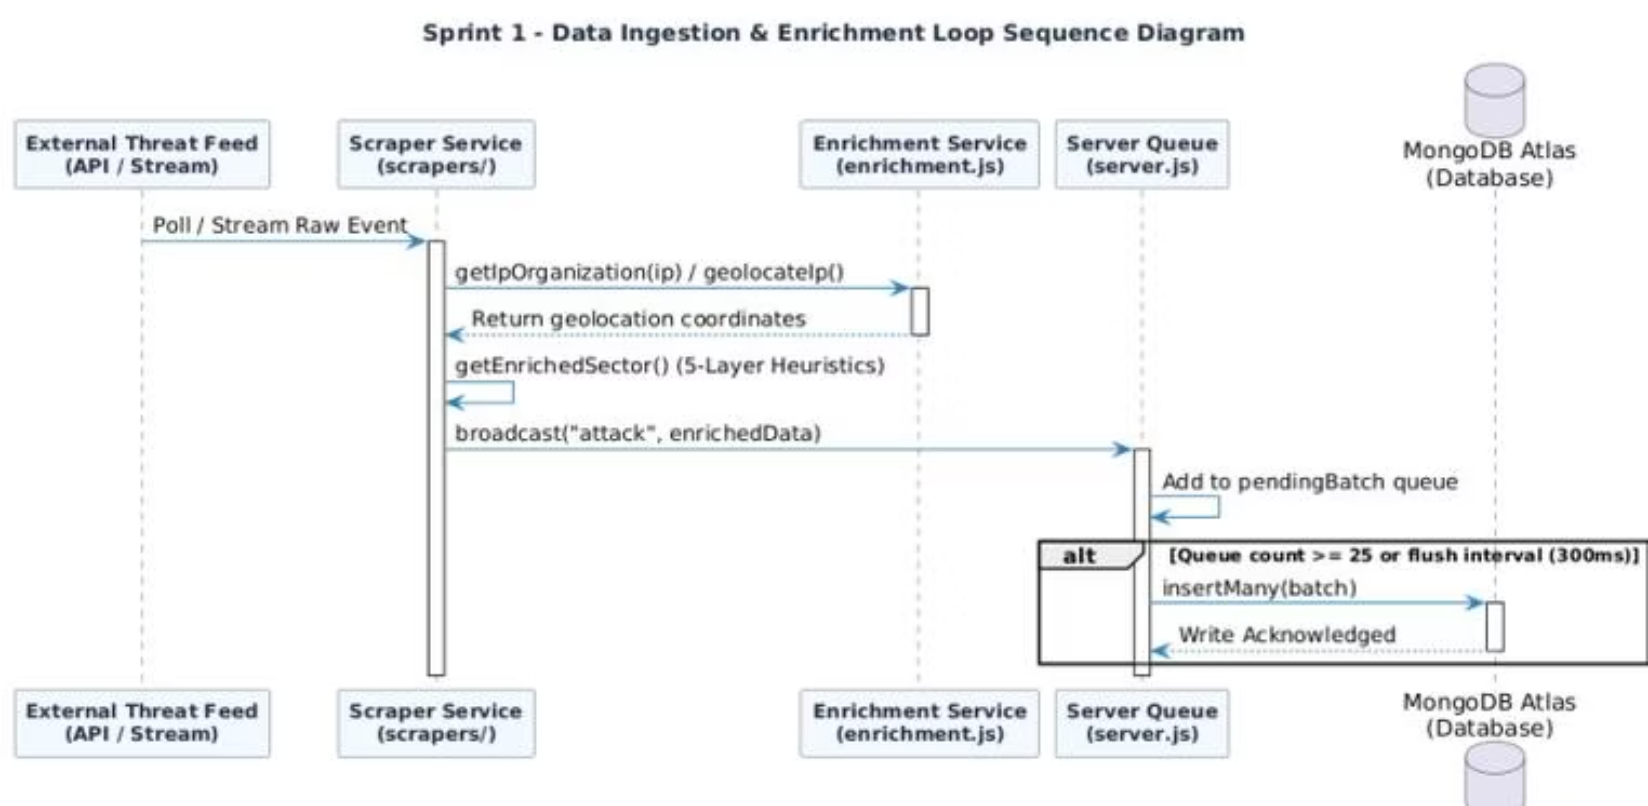 Sprint 1 - Data Ingestion & Enrichment Loop Sequence Diagram
External Threat Feed
(API / Stream)
Scraper Service
(scrapers/)
Enrichment Service
(enrichment.js)
Server Queue
(server.js)
MongoDB Atlas
(Database)
Poll / Stream Raw Event
getIpOrganization(ip) / geolocateIp()
Return geolocation coordinates
getEnrichedSector() (5-Layer Heuristics)
broadcast("attack", enrichedData)
Add to pendingBatch queue
alt
[Queue count >= 25 or flush interval (300ms)]
insertMany(batch)
Write Acknowledged
External Threat Feed
(API / Stream)
Scraper Service
(scrapers/)
Enrichment Service
(enrichment.js)
Server Queue
(server.js)
MongoDB Atlas
(Database)